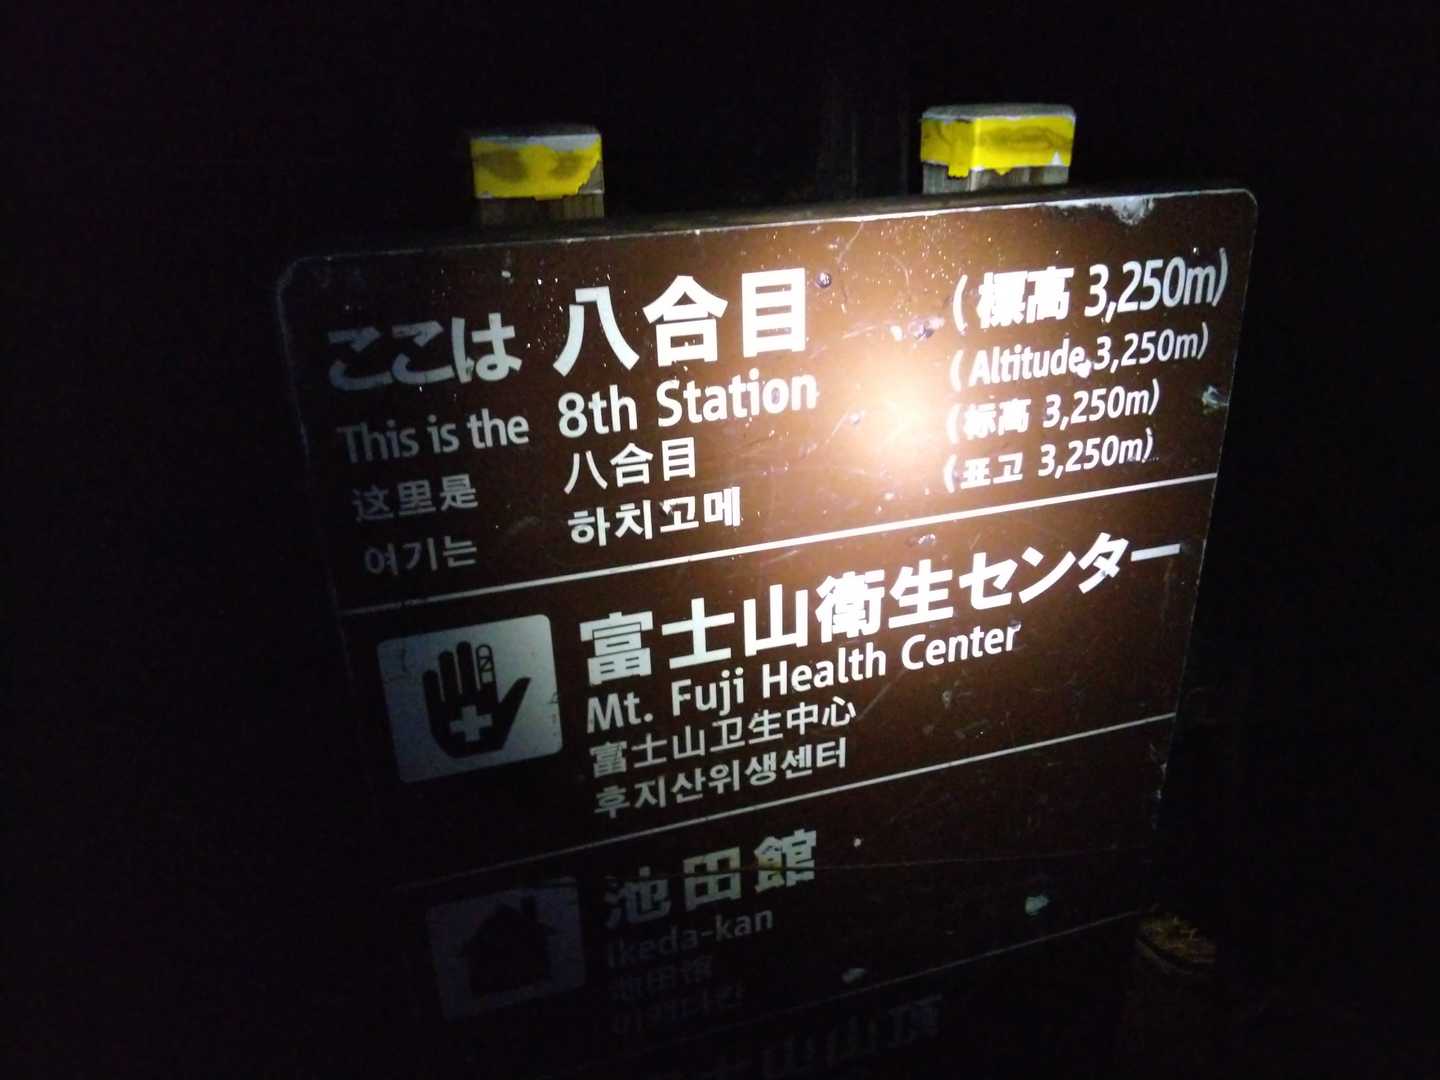 ここは 八合目 (標高 3,250m)
This is the 8th Station (Altitude 3,250m)
这里是 八合目 (标高 3,250m)
여기는 하치고메 (표고 3,250m)
富士山衛生センター
Mt. Fuji Health Center
富士山卫生中心
후지산위생센터
池田館
Ikeda-kan
池田馆